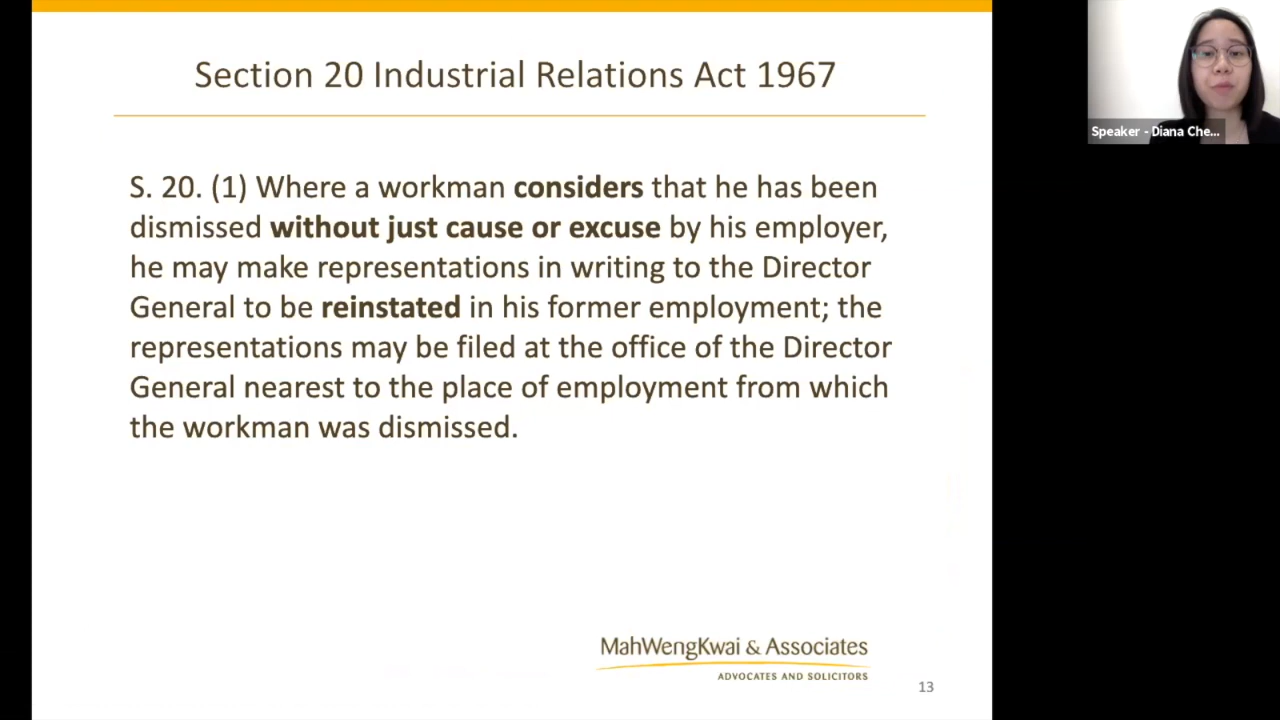 Section 20 Industrial Relations Act 1967
S. 20. (1) Where a workman considers that he has been
dismissed without just cause or excuse by his employer,
he may make representations in writing to the Director
General to be reinstated in his former employment; the
representations may be filed at the office of the Director
General nearest to the place of employment from which
the workman was dismissed.
MahWengKwai & Associates
ADVOCATES AND SOLICITORS
13
Speaker - Diana Che...